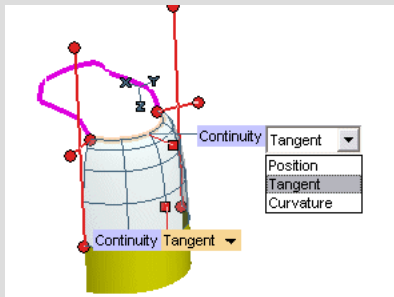 X Y
Z
Continuity Tangent
Position
Tangent
Curvature
Continuity Tangent